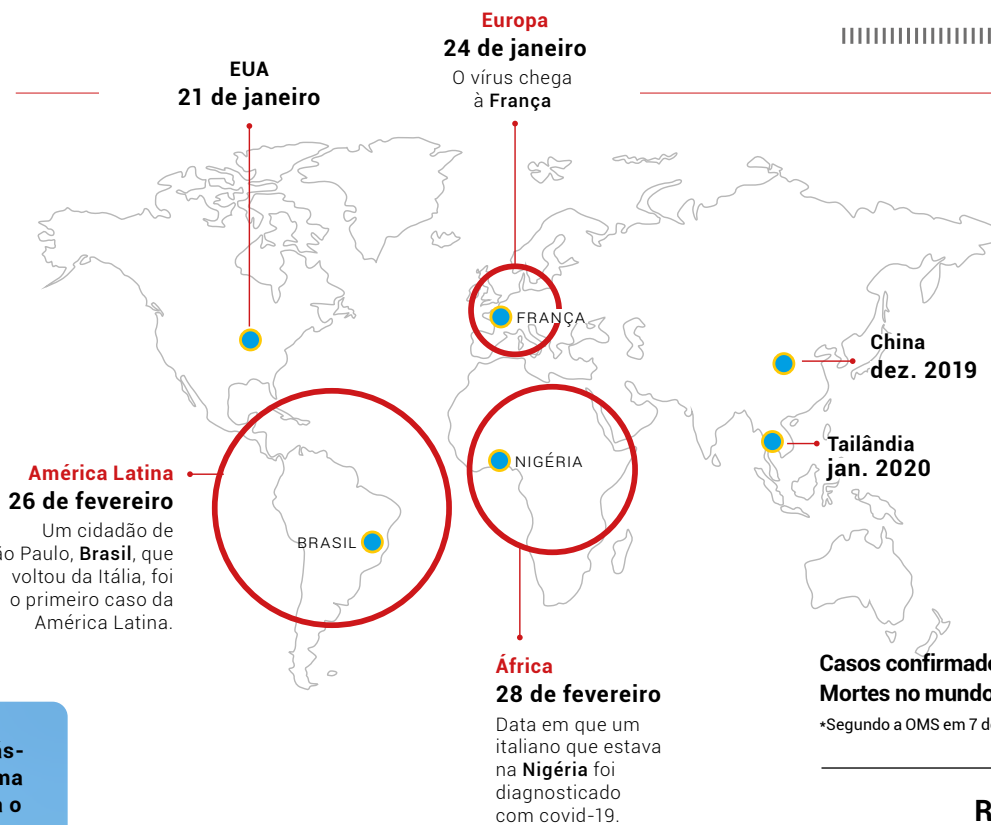 Europa
24 de janeiro
O vírus chega
à França
EUA
21 de janeiro
FRANÇA
China
dez. 2019
Tailândia
jan. 2020
América Latina
26 de fevereiro
Um cidadão de
Paulo, Brasil, que
voltou da Itália, foi
o primeiro caso da
América Latina.
BRASIL
NIGÉRIA
África
28 de fevereiro
Data em que um
italiano que estava
na Nigéria foi
diagnosticado
com covid-19.
Casos
Mortes no mundo
*Segundo a OMS em 7
o